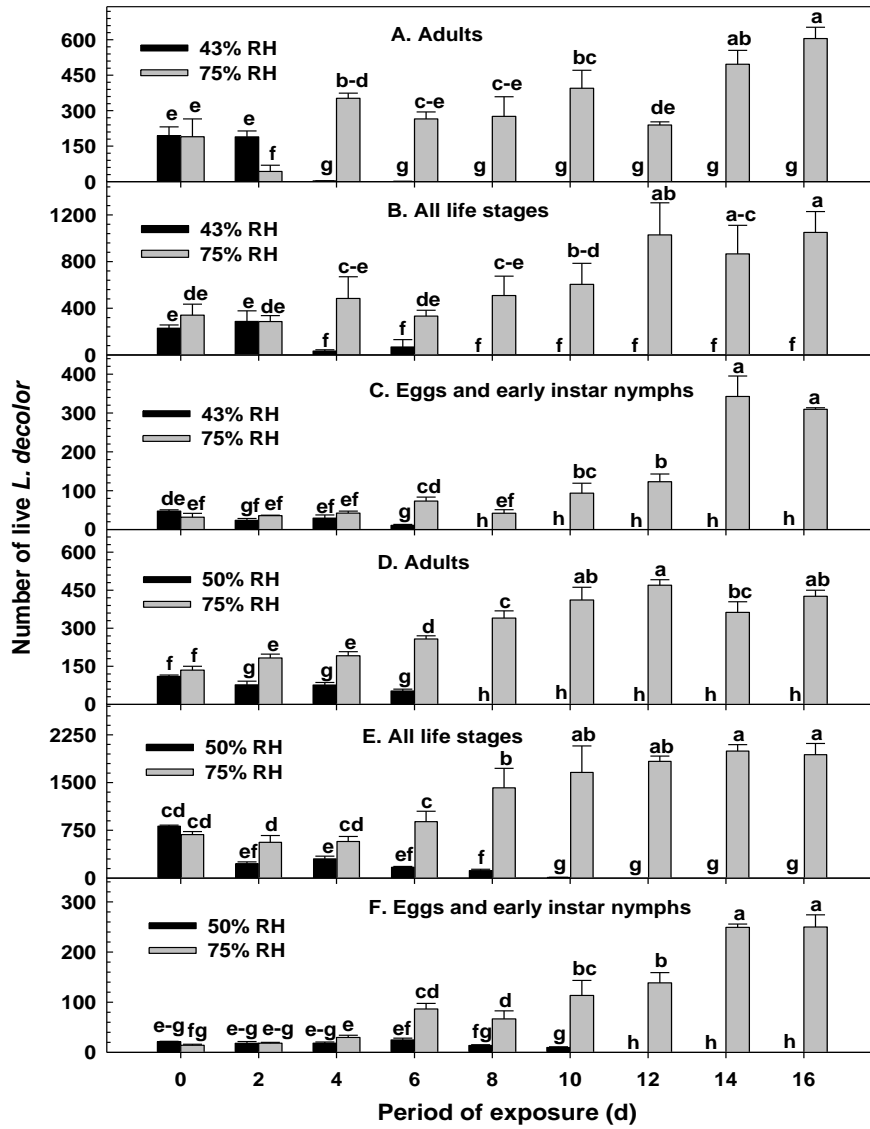 A. Adults
43% RH
75% RH
600
450
300
150
0
e e e f g b-d g c-e g c-e g bc g de g ab g a
B. All life stages
43% RH
75% RH
1200
800
400
0
e de e de f c-e f de f c-e f b-d f ab f a-c f a
C. Eggs and early instar nymphs
43% RH
75% RH
400
300
200
100
0
de ef gf ef ef ef g cd h ef h bc h b h a h a
D. Adults
50% RH
75% RH
600
450
300
150
0
f f g e g e g d h c h ab h a h bc h ab
E. All life stages
50% RH
75% RH
2250
1500
750
0
cd cd ef d e cd ef c f b g ab g ab g a g a
F. Eggs and early instar nymphs
50% RH
75% RH
300
200
100
0
e-g fg e-g e-g e-g e ef cd fg d g bc h b h a h a
0 2 4 6 8 10 12 14 16
Period of exposure (d)
Number of live L. decolor